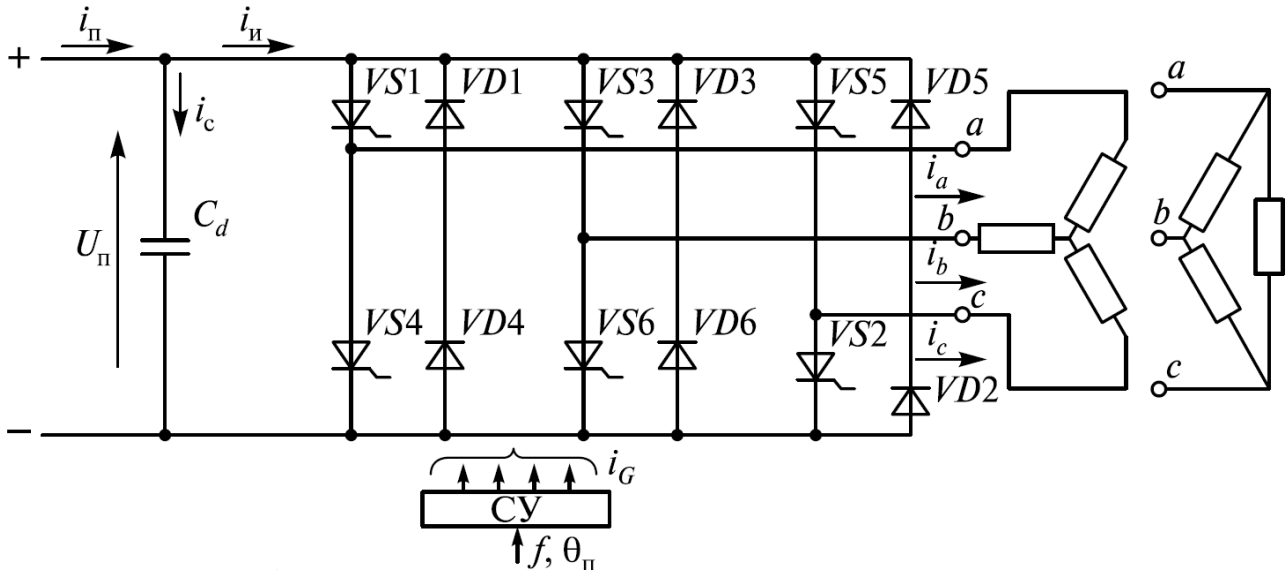 iп iи
+ VS1 VD1 VS3 VD3 VS5 VD5 a
iс a
ia
Uп Cd b b
ib
VS4 VD4 VS6 VD6 VS2 c
ic c
VD2
−
iG
СУ
f, θп